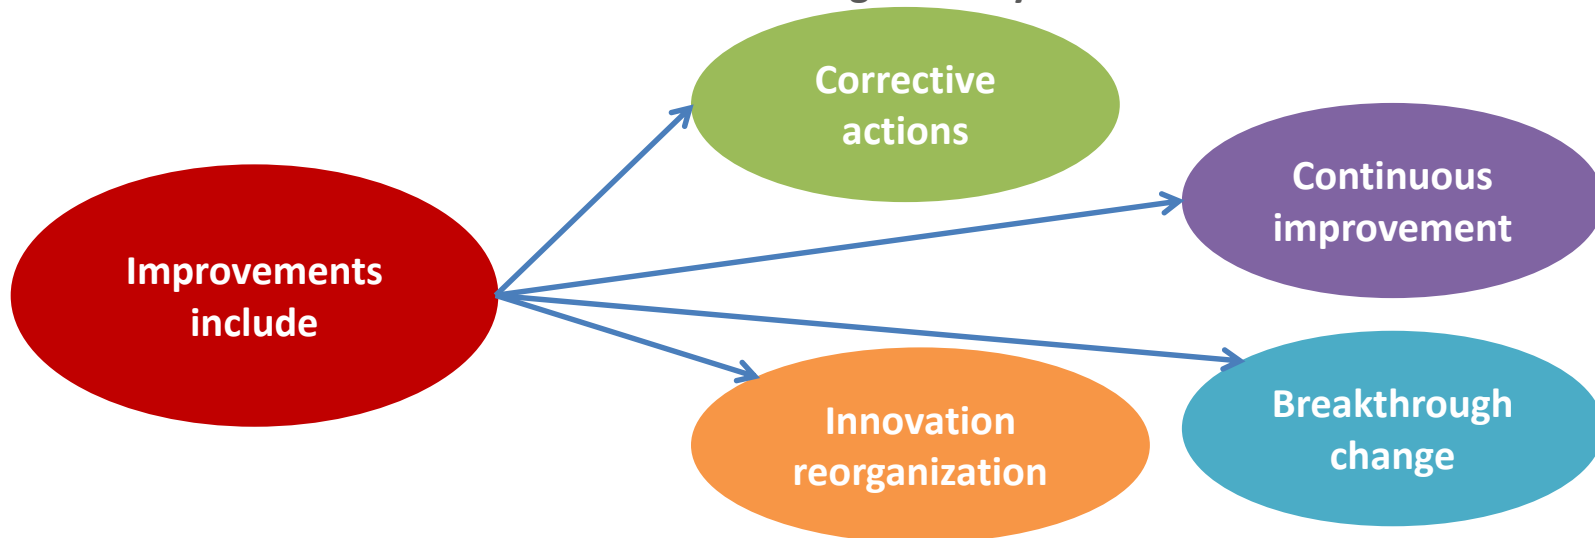 Corrective
actions
Continuous
improvement
Improvements
include
Breakthrough
change
Innovation
reorganization